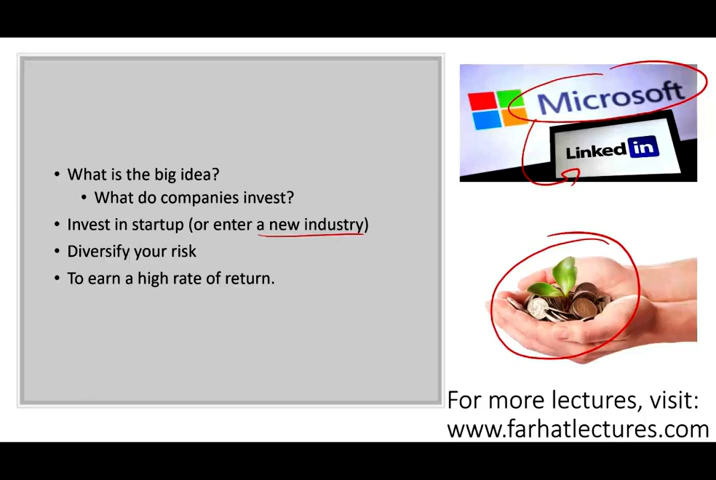 • What is the big idea?
• What do companies invest?
• Invest in startup (or enter a new industry)
• Diversify your risk
• To earn a high rate of return.
Microsoft
Linked in
For more lectures, visit:
www.farhatlectures.com